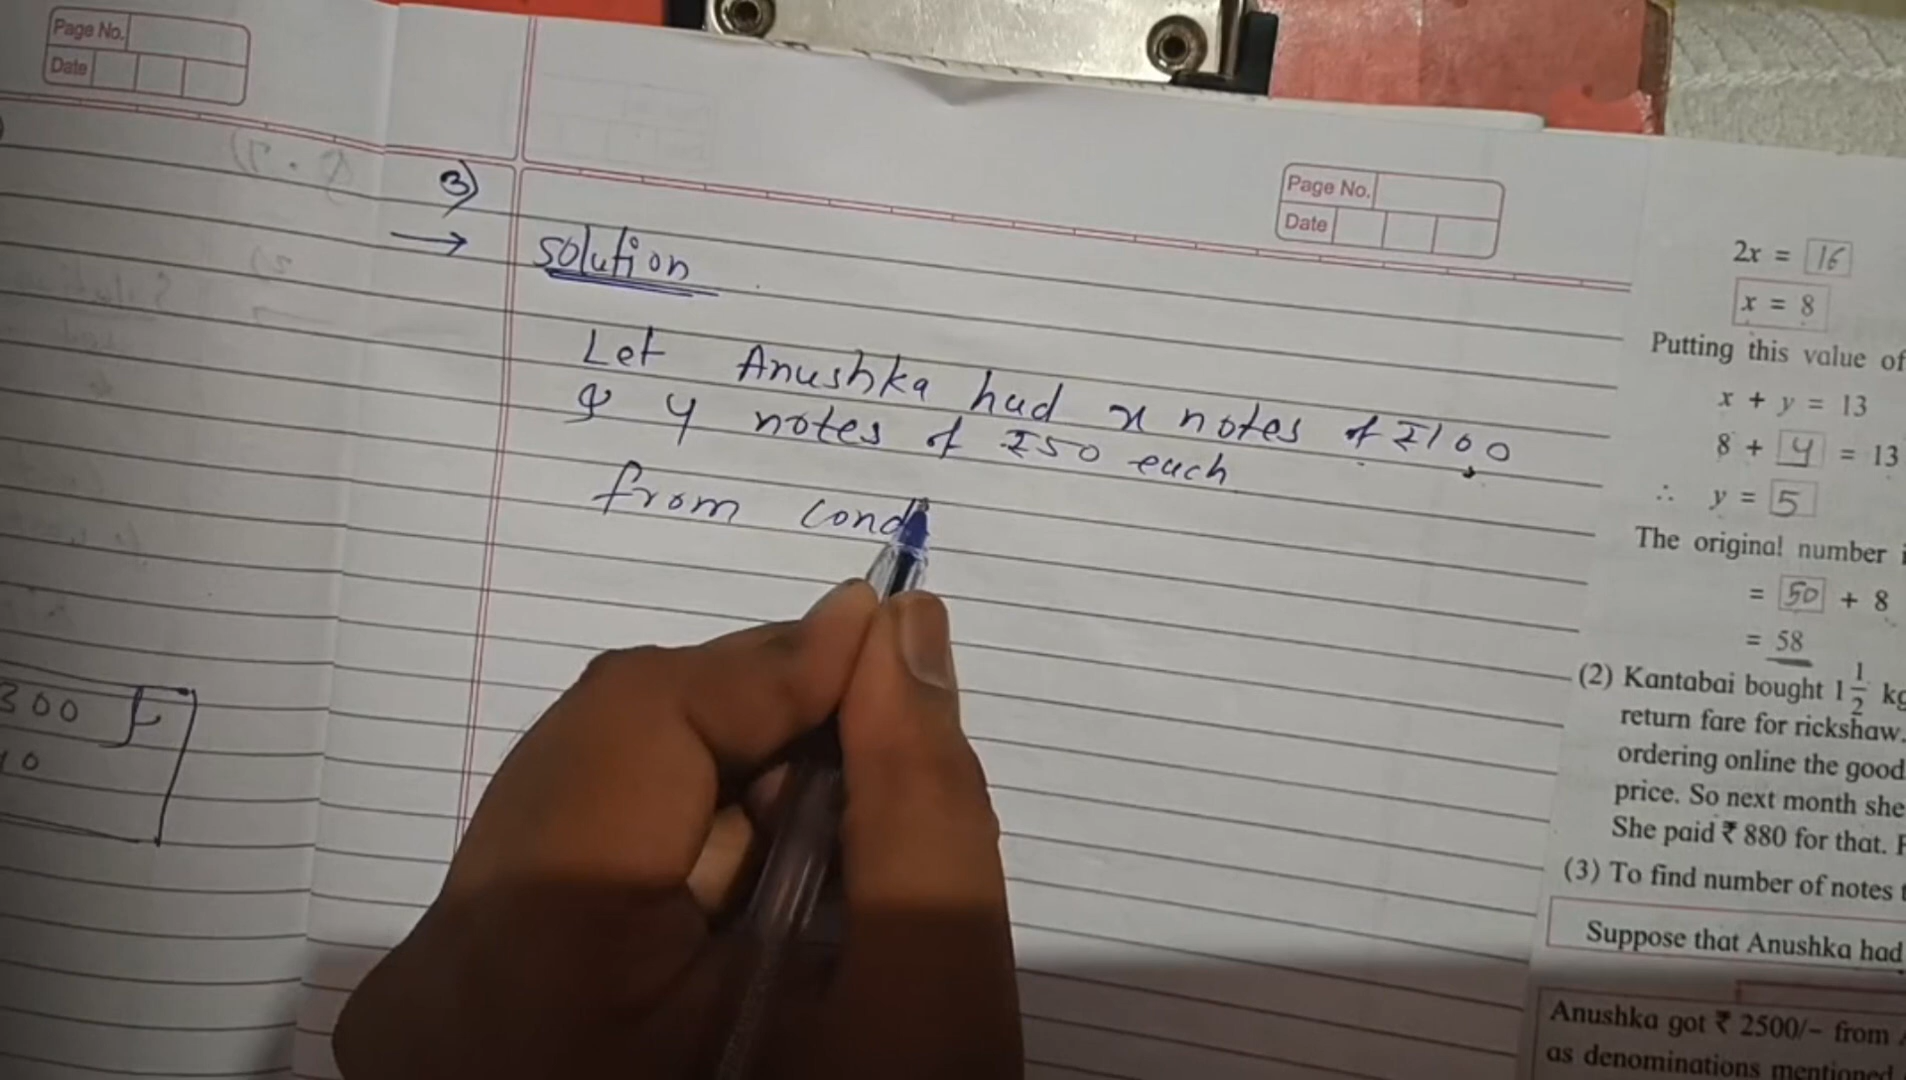 Page No.
Date
Page No.
Date
3)
→ solution
Let Anushka had x notes of ₹100
& y notes of ₹50 each
from cond
300
10
2x = 16
x = 8
Putting this value of
x + y = 13
8 + y = 13
∴ y = 5
The original number
= 50 + 8
= 58
(2) Kantabai bought 1 1/2 kg
return fare for rickshaw.
ordering online the good
price. So next month she
She paid ₹ 880 for that.
(3) To find number of notes
Suppose that Anushka had
Anushka got ₹ 2500/- from
as denominations mentioned